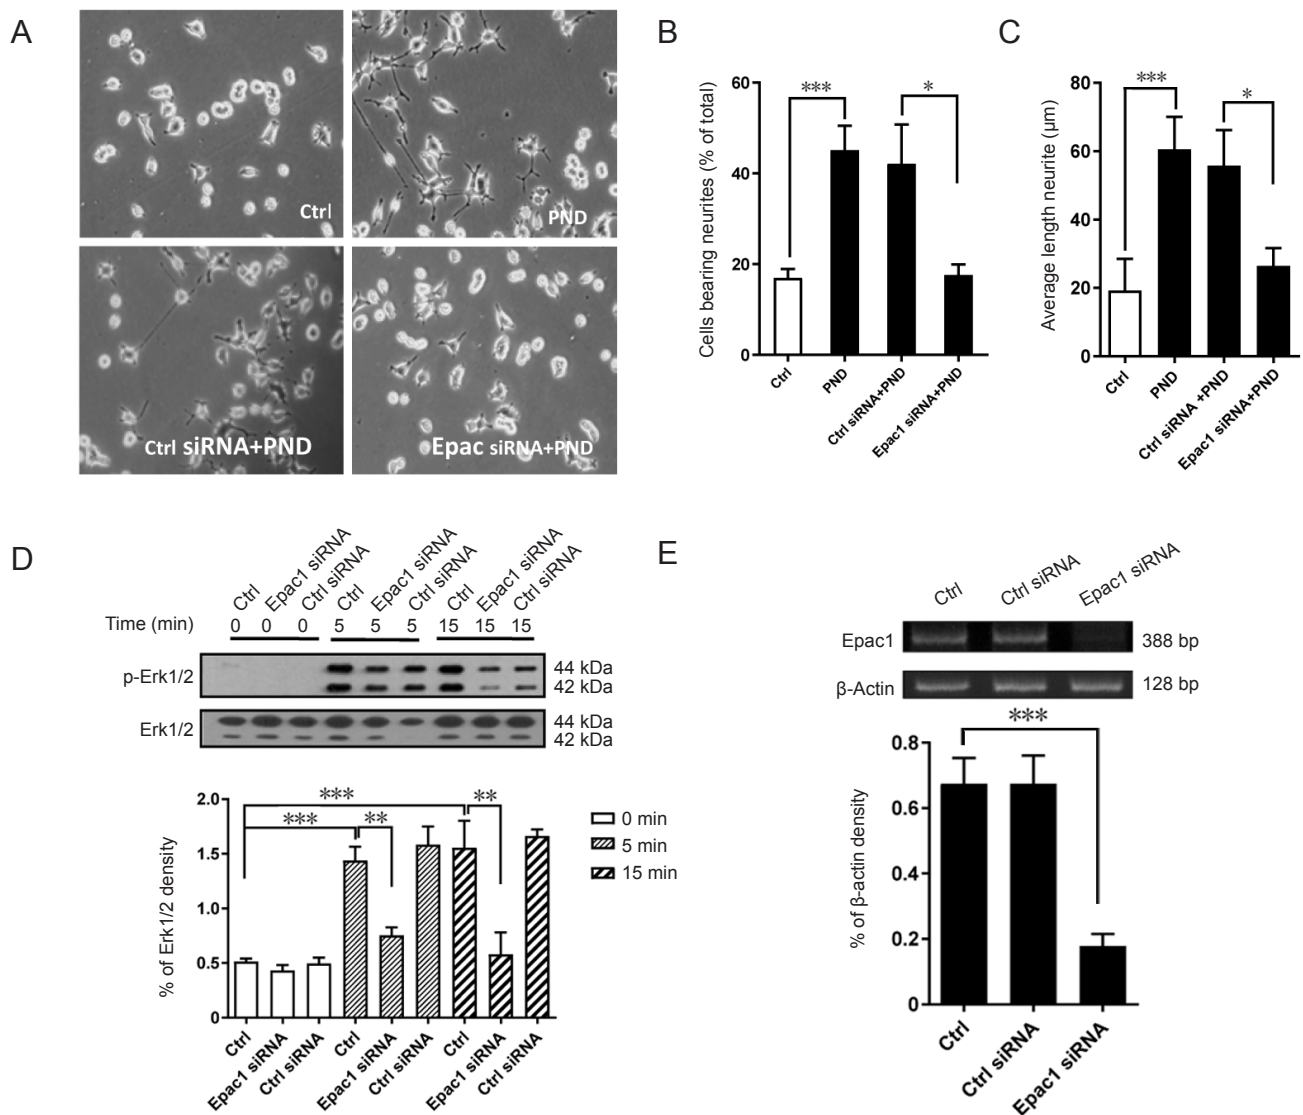 A
Ctrl
PND
Ctrl siRNA+PND
Epac siRNA+PND
B
Cells bearing neurites (% of total)
60
40
20
0
***
*
Ctrl
PND
Ctrl siRNA+PND
Epac1 siRNA+PND
C
Average length neurite (μm)
80
60
40
20
0
***
*
Ctrl
PND
Ctrl siRNA +PND
Epac1 siRNA+PND
D
Ctrl
Epac1 siRNA
Ctrl siRNA
Ctrl
Epac1 siRNA
Ctrl siRNA
Ctrl
Epac1 siRNA
Ctrl siRNA
Time (min) 0 0 0 5 5 5 15 15 15
p-Erk1/2
44 kDa
42 kDa
Erk1/2
44 kDa
42 kDa
% of Erk1/2 density
2.0
1.5
1.0
0.5
0
***
***
**
**
0 min
5 min
15 min
Ctrl
Epac1 siRNA
Ctrl siRNA
Ctrl
Epac1 siRNA
Ctrl siRNA
Ctrl
Epac1 siRNA
Ctrl siRNA
E
Ctrl
Ctrl siRNA
Epac1 siRNA
Epac1
388 bp
β-Actin
128 bp
% of β-actin density
0.8
0.6
0.4
0.2
0
***
Ctrl
Ctrl siRNA
Epac1 siRNA